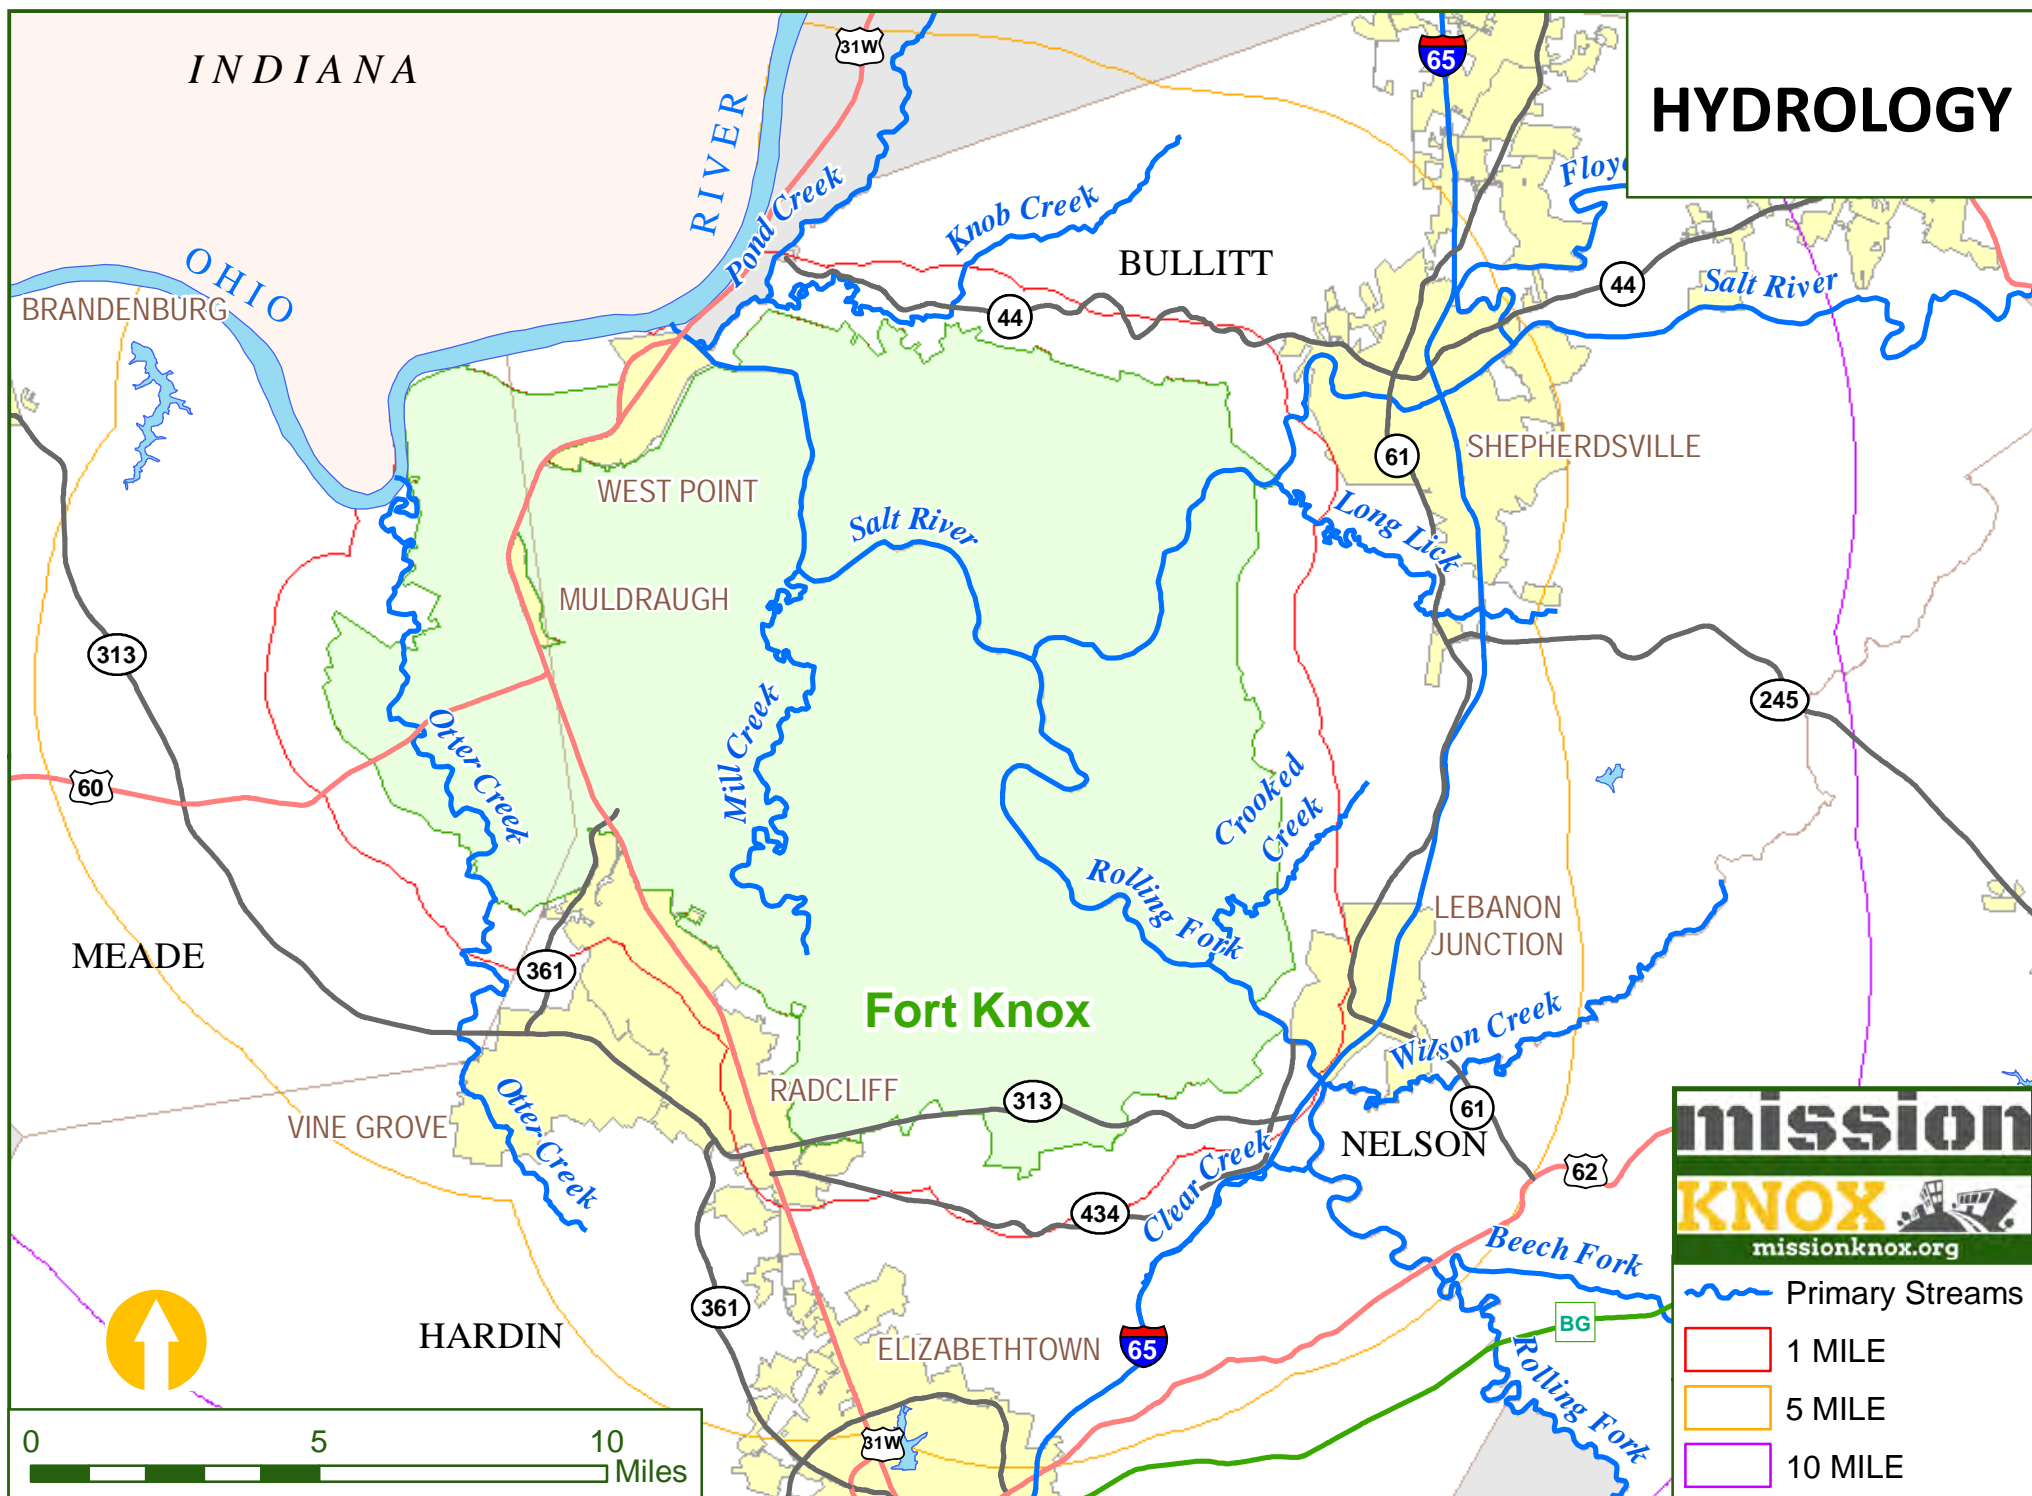 HYDROLOGY
INDIANA
31W
65
RIVER
Pond Creek
Knob Creek
BULLITT
44
Salt River
OHIO
BRANDENBURG
44
61
SHEPHERDSVILLE
WEST POINT
Salt River
Long Lick
MULDRAUGH
313
245
Otter Creek
Mill Creek
60
Crooked
Creek
Rolling Fork
LEBANON
JUNCTION
MEADE
361
Fort Knox
Wilson Creek
RADCLIFF
313
61
VINE GROVE
Otter Creek
NELSON
62
Clear Creek
434
Beech Fork
361
HARDIN
BG
ELIZABETHTOWN
65
Rolling Fork
31W
0 5 10
Miles
mission
KNOX
missionknox.org
Primary Streams
1 MILE
5 MILE
10 MILE